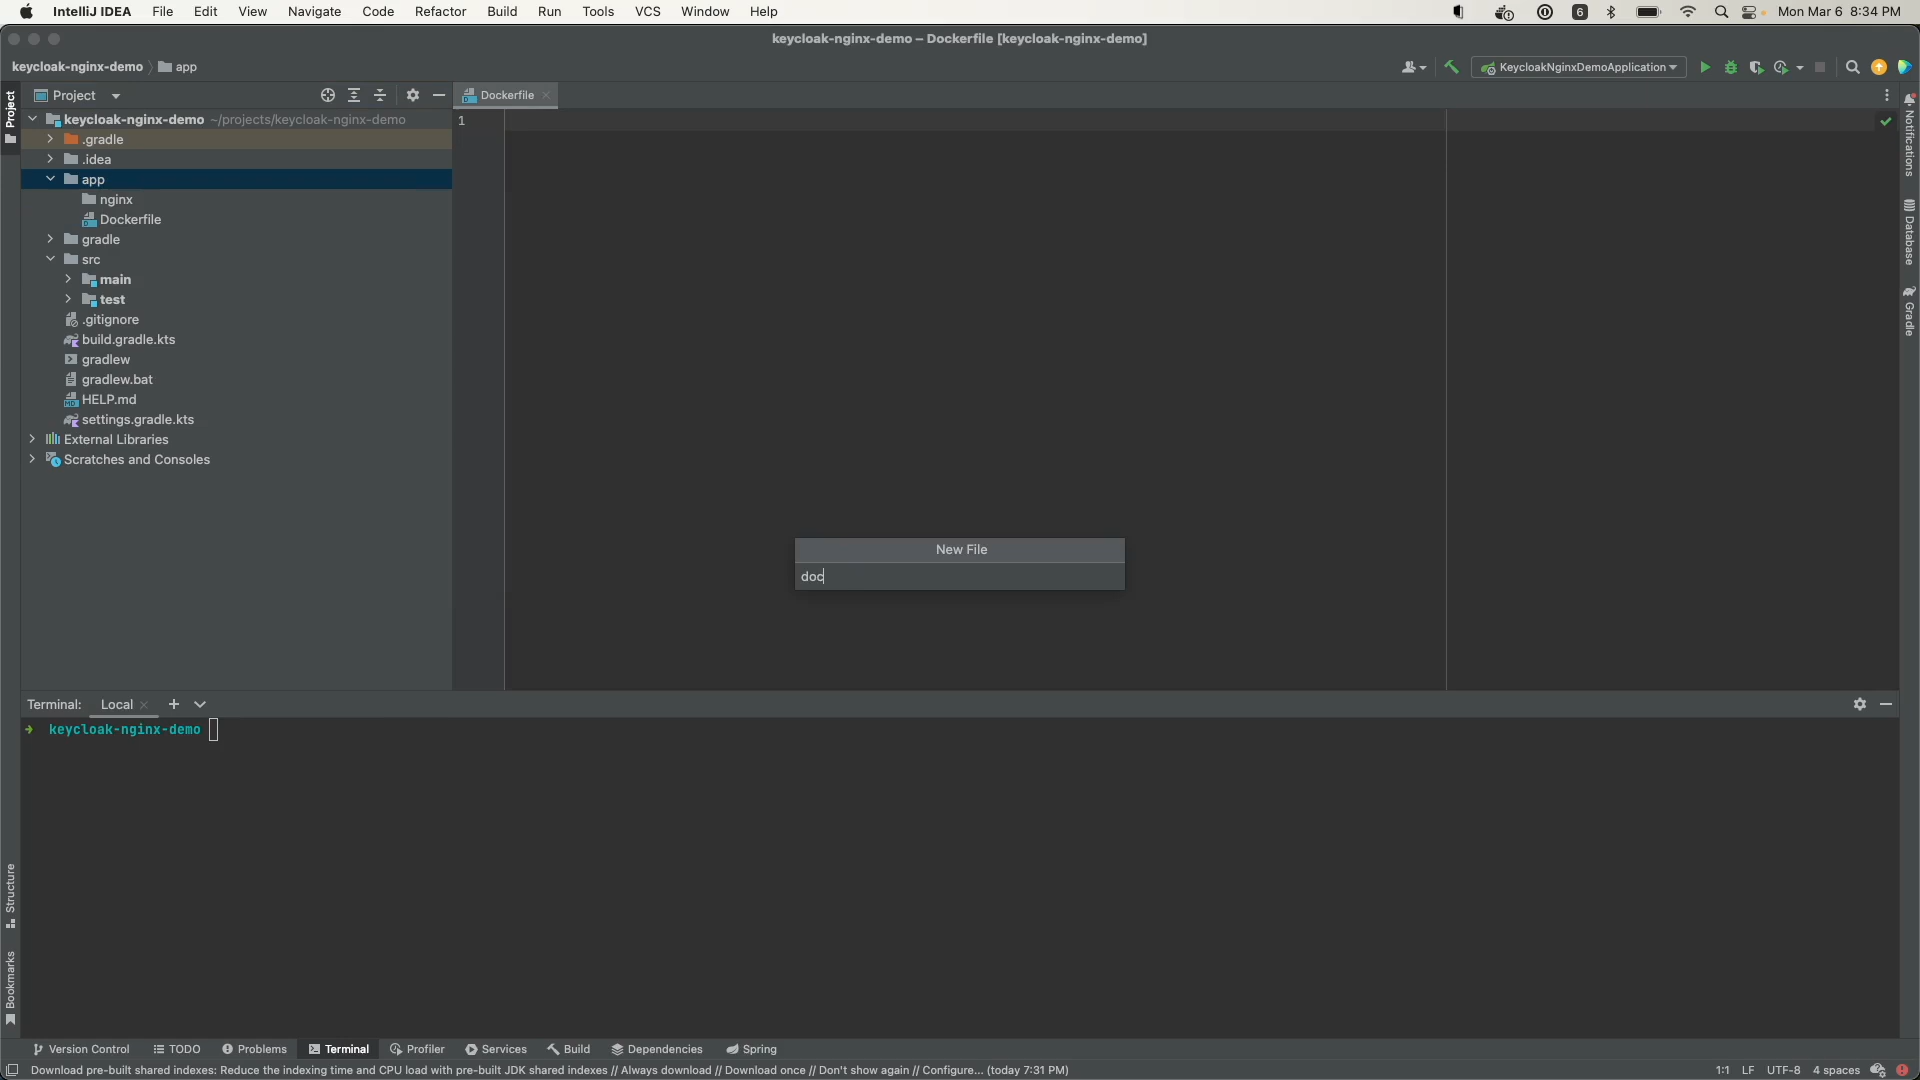 IntelliJ IDEA File Edit View Navigate Code Refactor Build Run Tools VCS Window Help 6 Mon Mar 6 8:34 PM
keycloak-nginx-demo – Dockerfile [keycloak-nginx-demo]
keycloak-nginx-demo app KeycloakNginxDemoApplication
Project Project Dockerfile
keycloak-nginx-demo ~/projects/keycloak-nginx-demo 1
.gradle
.idea
app
nginx
Dockerfile
gradle
src
main
test
.gitignore
build.gradle.kts
gradlew
gradlew.bat
HELP.md
settings.gradle.kts
External Libraries
Scratches and Consoles
Notifications
Database
Gradle
New File
doc
Terminal: Local
keycloak-nginx-demo
Structure
Bookmarks
Version Control TODO Problems Terminal Profiler Services Build Dependencies Spring
Download pre-built shared indexes: Reduce the indexing time and CPU load with pre-built JDK shared indexes // Always download // Download once // Don't show again // Configure... (today 7:31 PM) 1:1 LF UTF-8 4 spaces